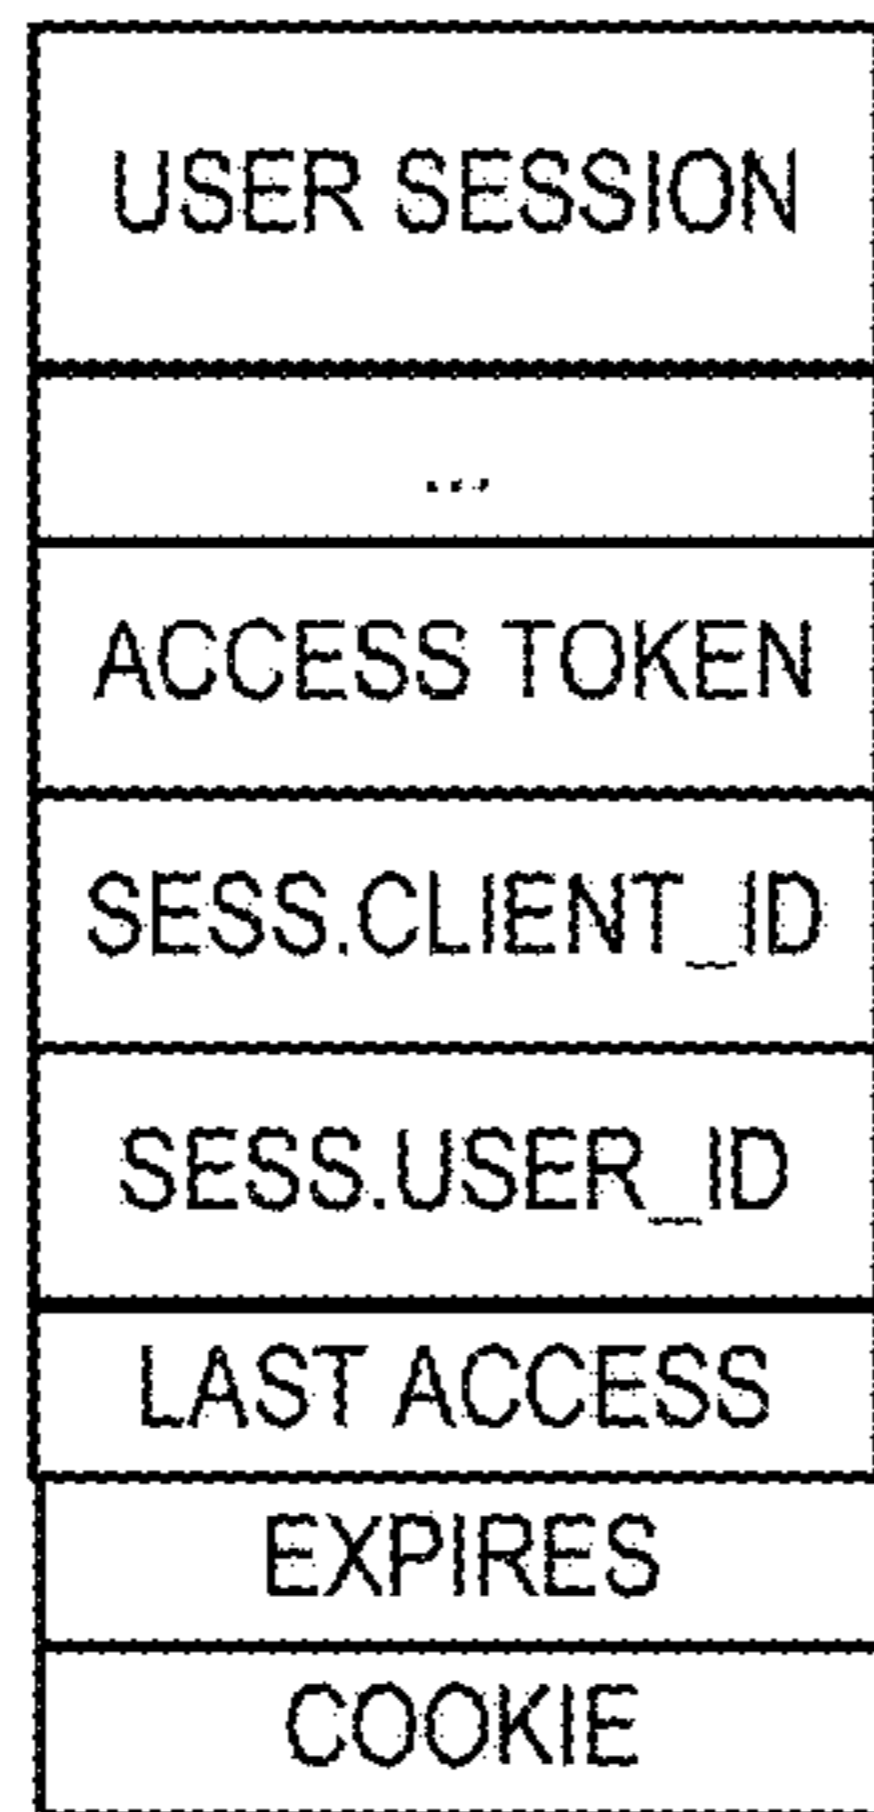 USER SESSION
...
ACCESS TOKEN
SESS.CLIENT_ID
SESS.USER_ID
LAST ACCESS
EXPIRES
COOKIE